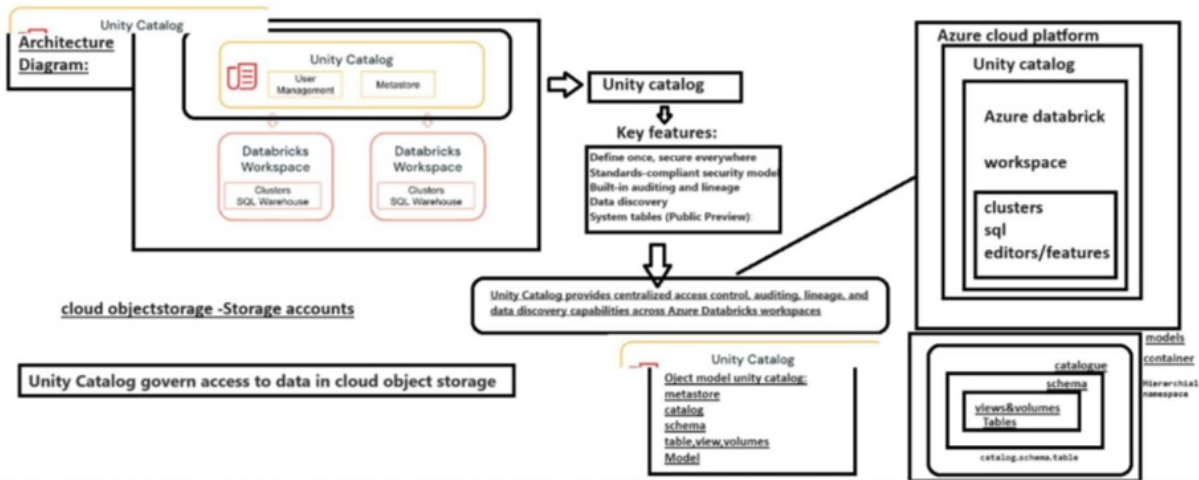 Unity Catalog
Architecture
Diagram:
Unity Catalog
User
Management
Metastore
Databricks
Workspace
Clusters
SQL Warehouse
Databricks
Workspace
Clusters
SQL Warehouse
Unity catalog
Key features:
Define once, secure everywhere
Standards-compliant security model
Built-in auditing and lineage
Data discovery
System tables (Public Preview):
Unity Catalog provides centralized access control, auditing, lineage, and
data discovery capabilities across Azure Databricks workspaces
Azure cloud platform
Unity catalog
Azure databrick
workspace
clusters
sql
editors/features
cloud objectstorage -Storage accounts
Unity Catalog govern access to data in cloud object storage
Unity Catalog
Oject model unity catalog:
metastore
catalog
schema
table,view,volumes
Model
models
container
Hierarchial
namespace
catalogue
schema
views&volumes
Tables
catalog.schema.table